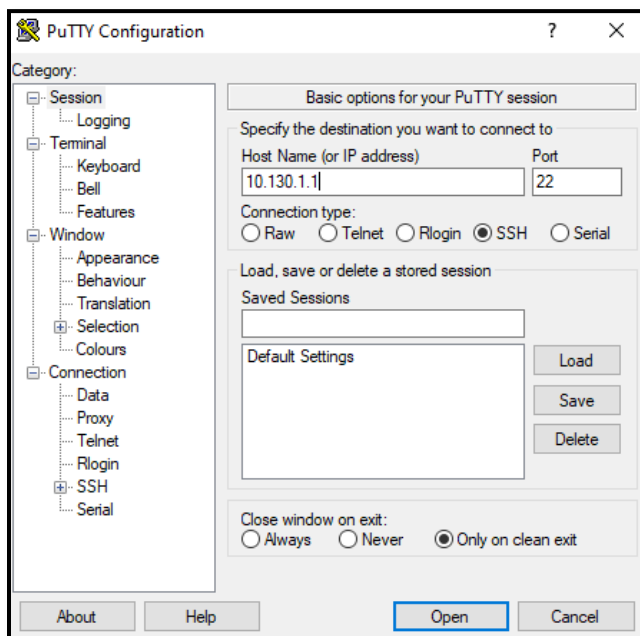 PuTTY Configuration
?
Category:
Session
Logging
Terminal
Keyboard
Bell
Features
Window
Appearance
Behaviour
Translation
Selection
Colours
Connection
Data
Proxy
Telnet
Rlogin
SSH
Serial
Basic options for your PuTTY session
Specify the destination you want to connect to
Host Name (or IP address) Port
10.130.1.1 22
Connection type:
Raw Telnet Rlogin SSH Serial
Load, save or delete a stored session
Saved Sessions
Default Settings
Load
Save
Delete
Close window on exit:
Always Never Only on clean exit
About Help Open Cancel